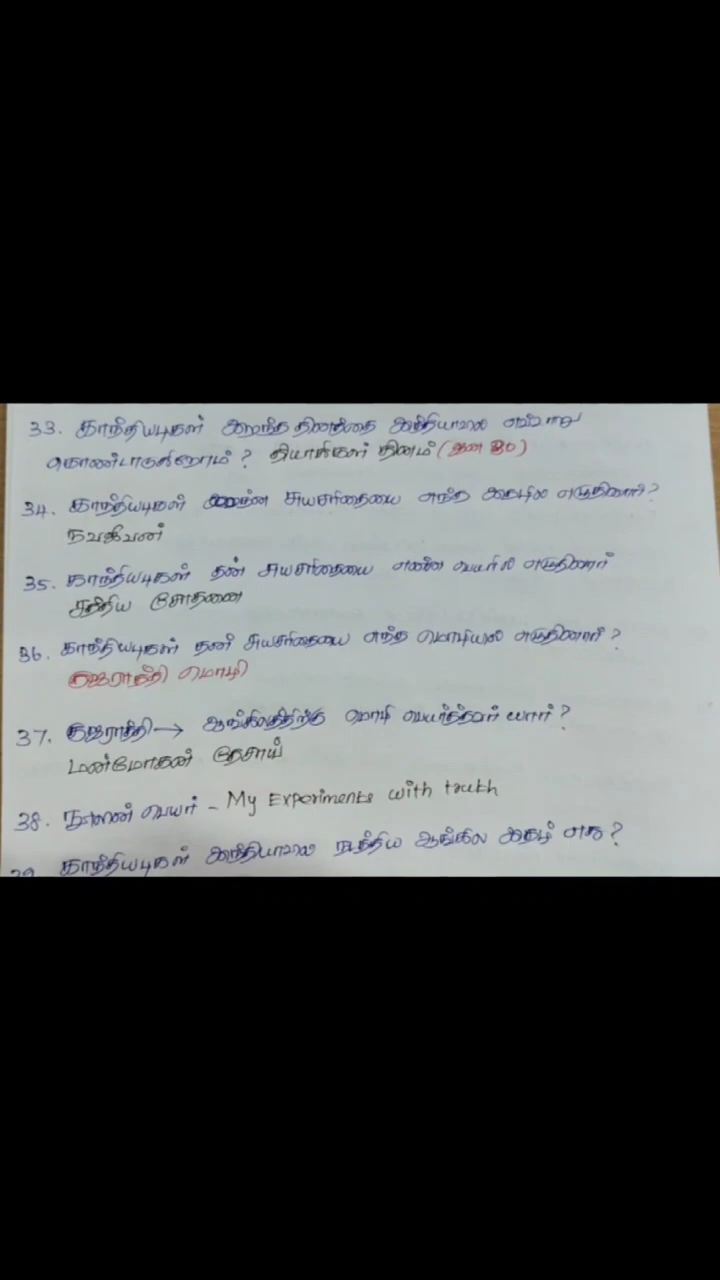 33. காந்தியடிகள் இறந்த தினத்தை இந்தியாவில் எவ்வாறு
கொண்டாடுகிறோம் ? தியாகிகள் தினம் (ஜன 30)
34. காந்தியடிகள் சுயசரிதையை எந்த இதழில் எழுதினார் ?
நவஜீவன்
35. காந்தியடிகள் தன் சுயசரிதையை என்ன பெயரில் எழுதினார்
சத்திய சோதனை
36. காந்தியடிகள் தன் சுயசரிதையை எந்த மொழியில் எழுதினார் ?
குஜராத்தி மொழி
37. குஜராத்தி → ஆங்கிலத்திற்கு மொழி பெயர்த்தவர் யார் ?
மன்மோகன் தேசாய்
38. நூலின் பெயர் - My Experiments with truth
39. காந்தியடிகள் இந்தியாவில் நடத்திய ஆங்கில இதழ் எது ?